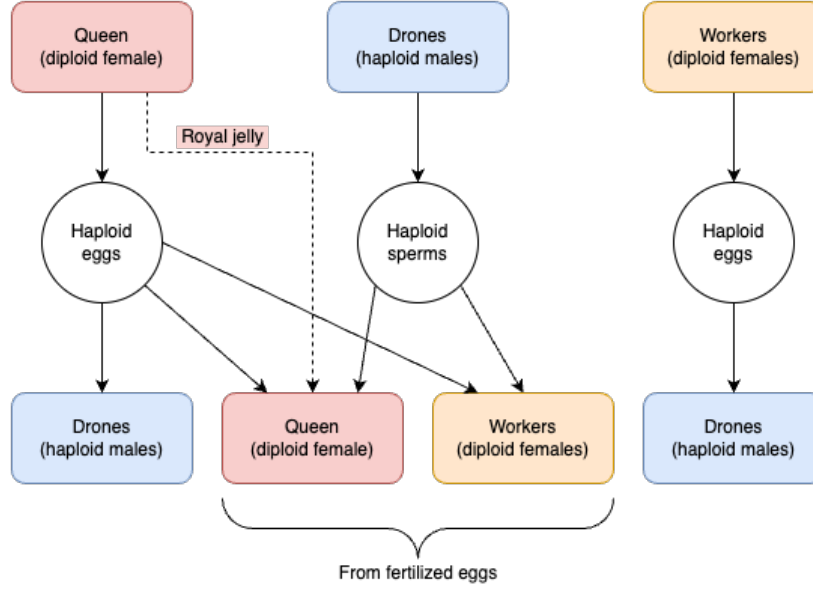 Queen
(diploid female)
Drones
(haploid males)
Workers
(diploid females)
Royal jelly
Haploid
eggs
Haploid
sperms
Haploid
eggs
Drones
(haploid males)
Queen
(diploid female)
Workers
(diploid females)
Drones
(haploid males)
From fertilized eggs